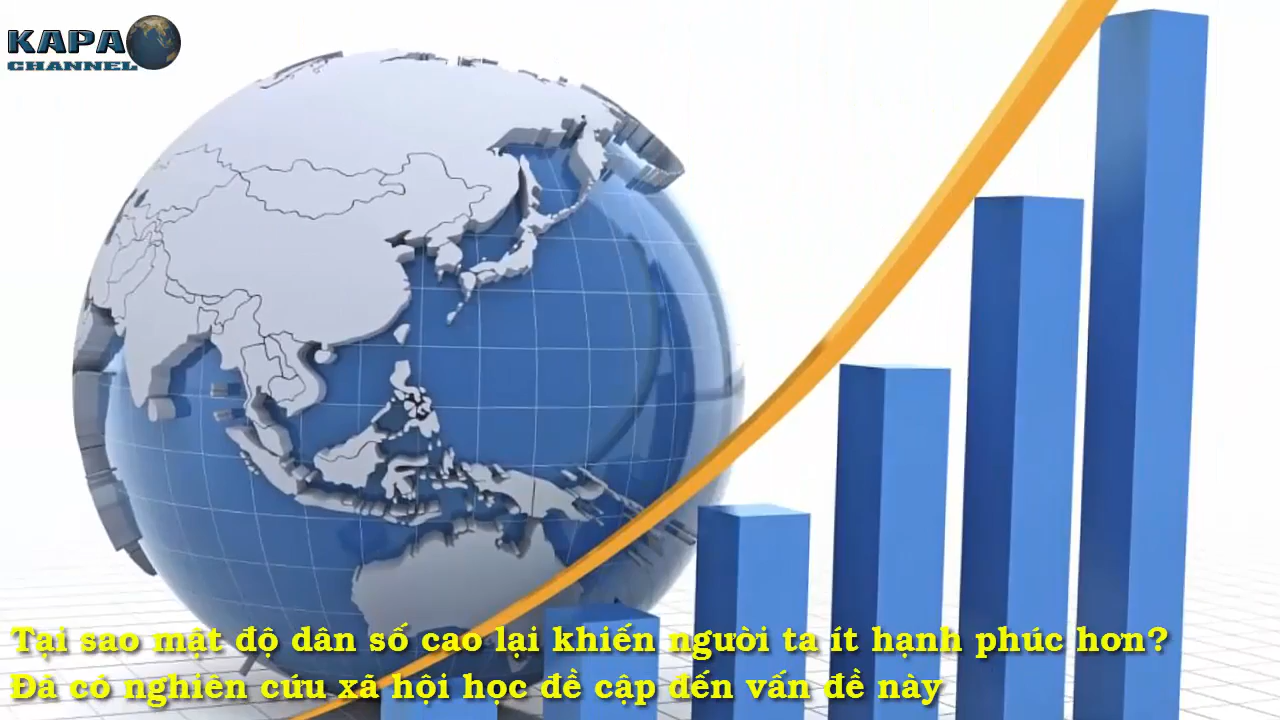 KAPA
CHANNEL
Tại sao mật độ dân số cao lại khiến người ta ít hạnh phúc hơn?
Đã có nghiên cứu xã hội học đề cập đến vấn đề này